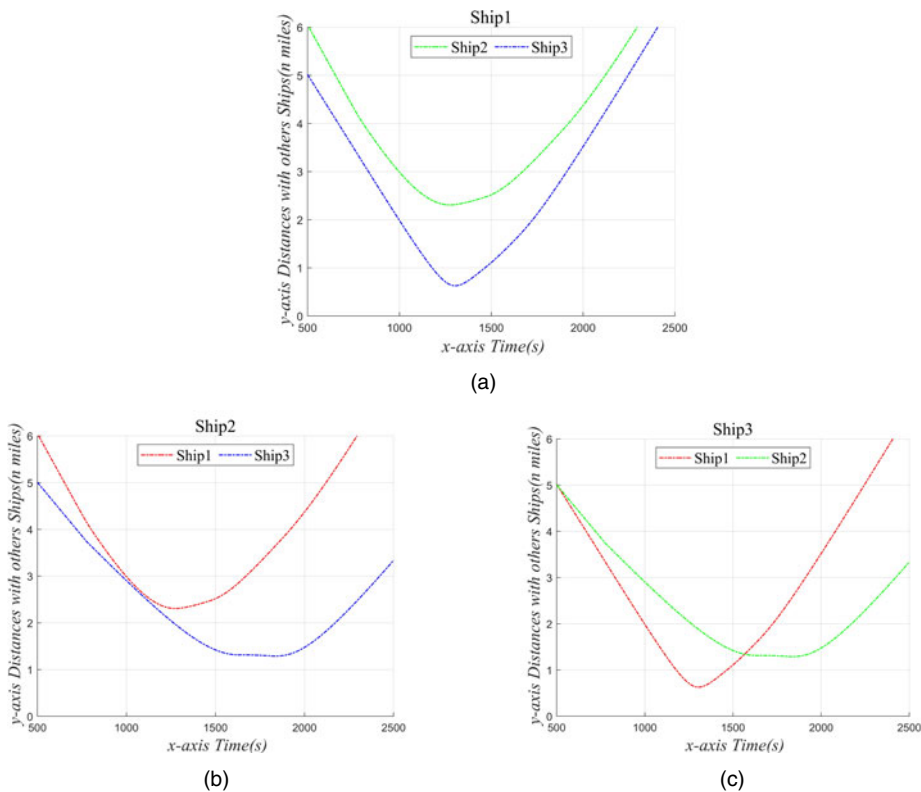 Ship1
Ship2 Ship3
y-axis Distances with others Ships(n miles)
6
5
4
3
2
1
0
500 1000 1500 2000 2500
x-axis Time(s)
(a)
Ship2
Ship1 Ship3
y-axis Distances with others Ships(n miles)
6
5
4
3
2
1
0
500 1000 1500 2000 2500
x-axis Time(s)
(b)
Ship3
Ship1 Ship2
y-axis Distances with others Ships(n miles)
6
5
4
3
2
1
0
500 1000 1500 2000 2500
x-axis Time(s)
(c)